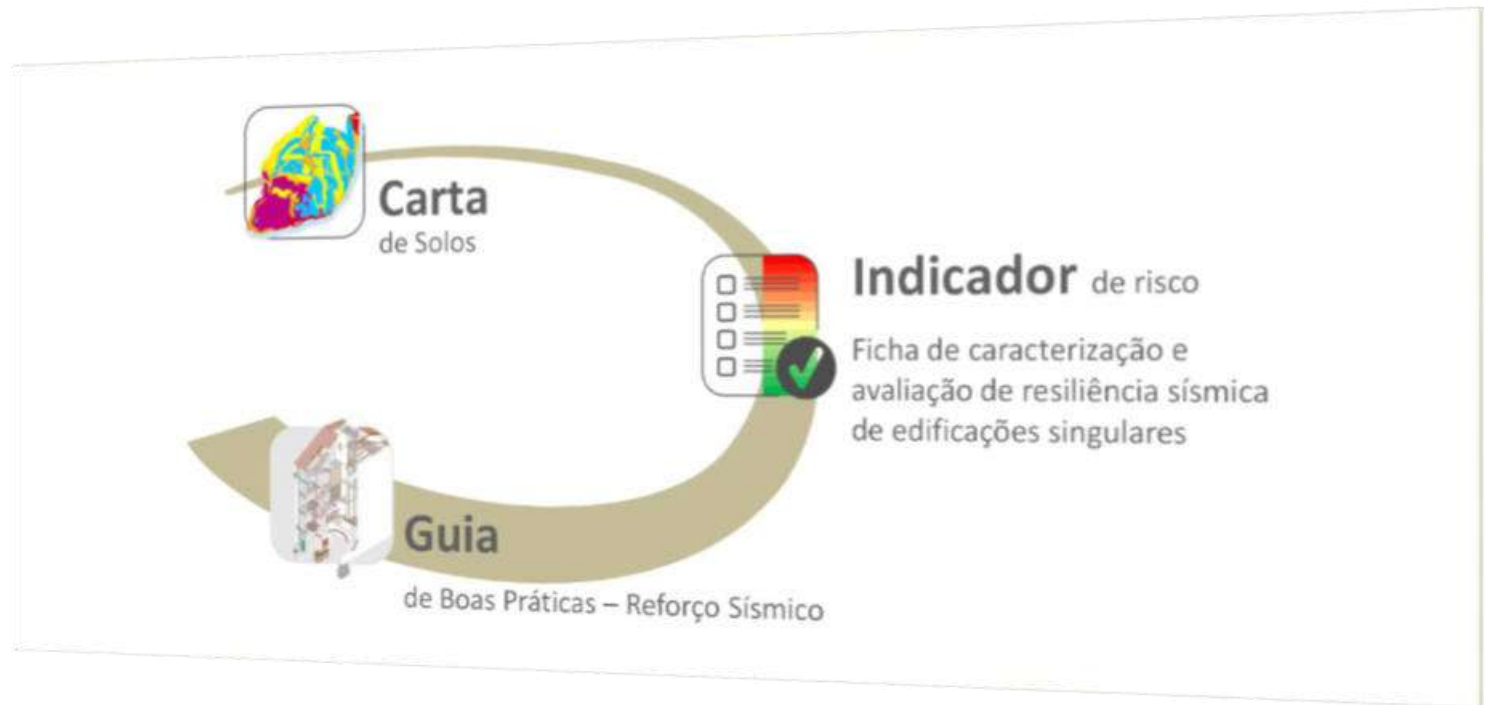 Carta
de Solos
Indicador de risco
Ficha de caracterização e
avaliação de resiliência sísmica
de edificações singulares
Guia
de Boas Práticas – Reforço Sísmico